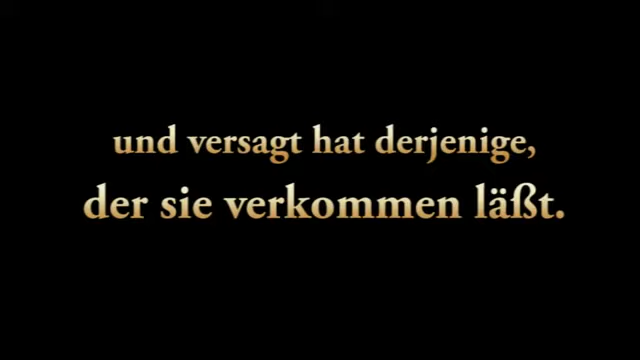 und versagt hat derjenige,
der sie verkommen läßt.